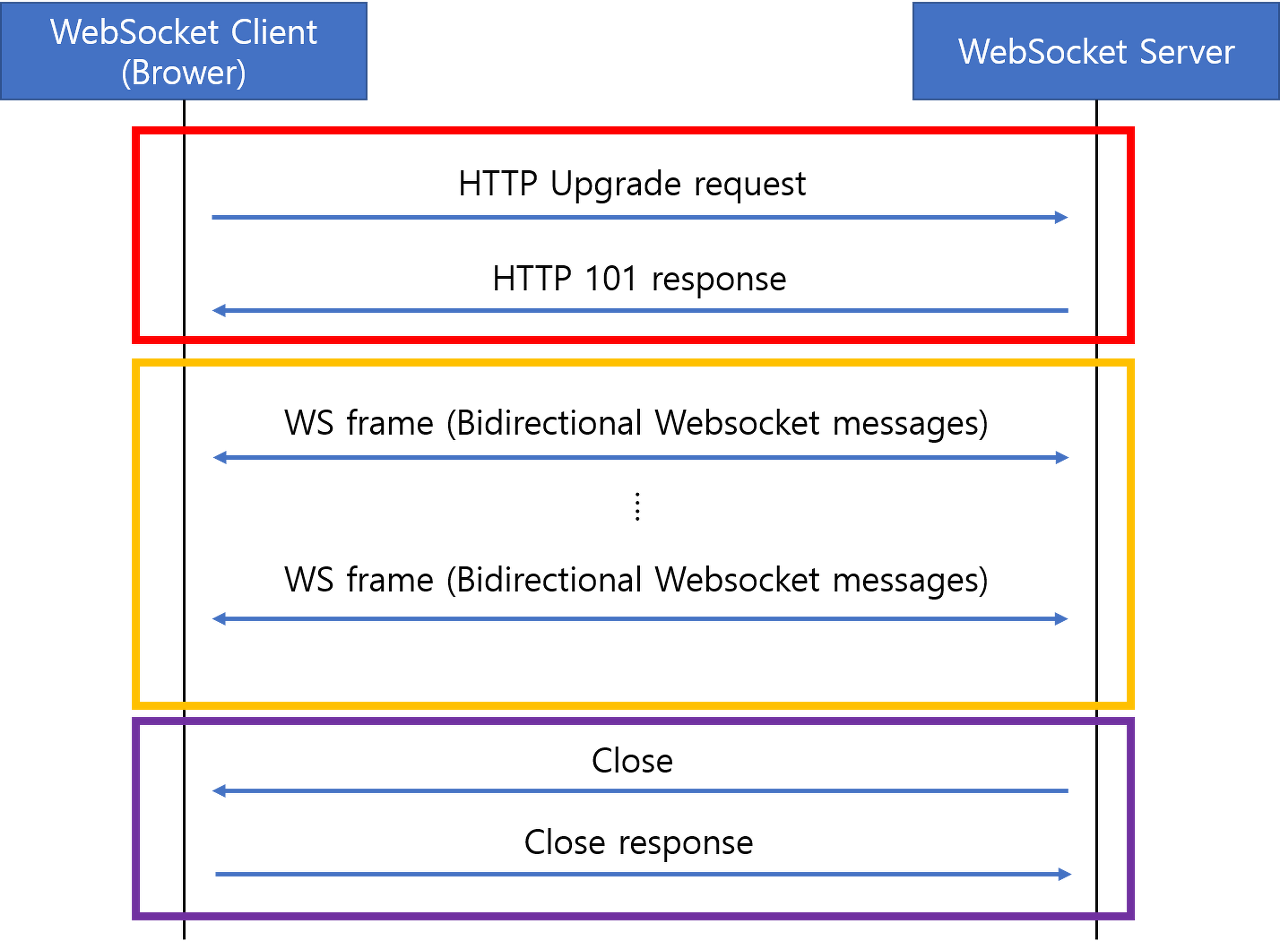 WebSocket Client
(Brower)
WebSocket Server
HTTP Upgrade request
HTTP 101 response
WS frame (Bidirectional Websocket messages)
WS frame (Bidirectional Websocket messages)
Close
Close response